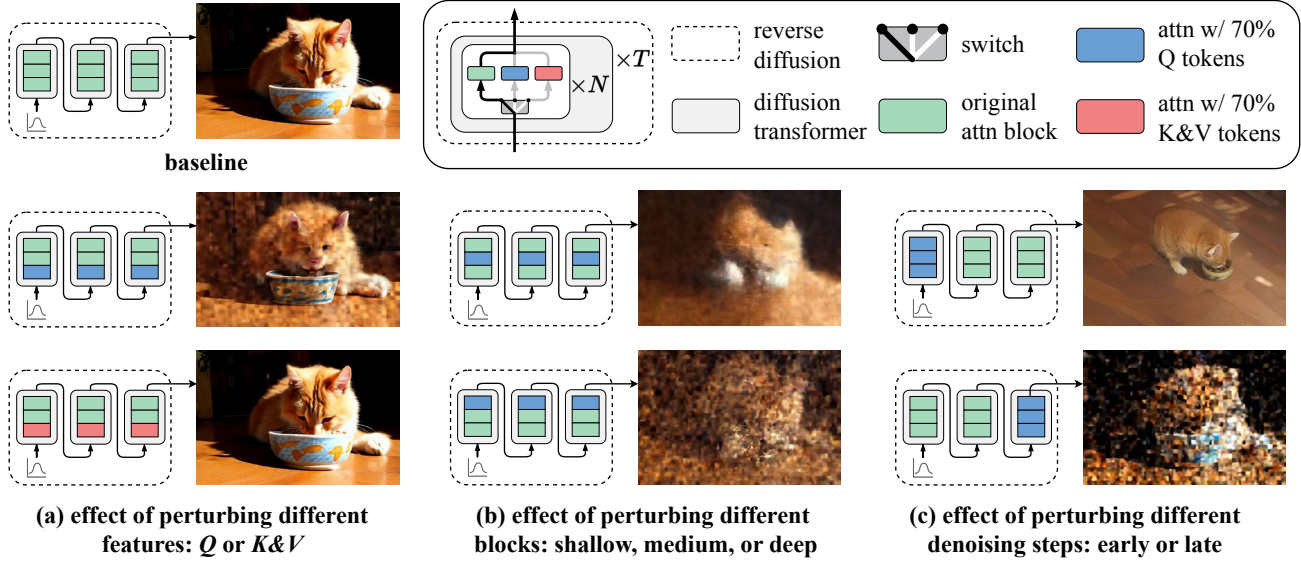 baseline
×N
×T
reverse
diffusion
switch
attn w/ 70%
Q tokens
diffusion
transformer
original
attn block
attn w/ 70%
K&V tokens
(a) effect of perturbing different
features: Q or K&V
(b) effect of perturbing different
blocks: shallow, medium, or deep
(c) effect of perturbing different
denoising steps: early or late